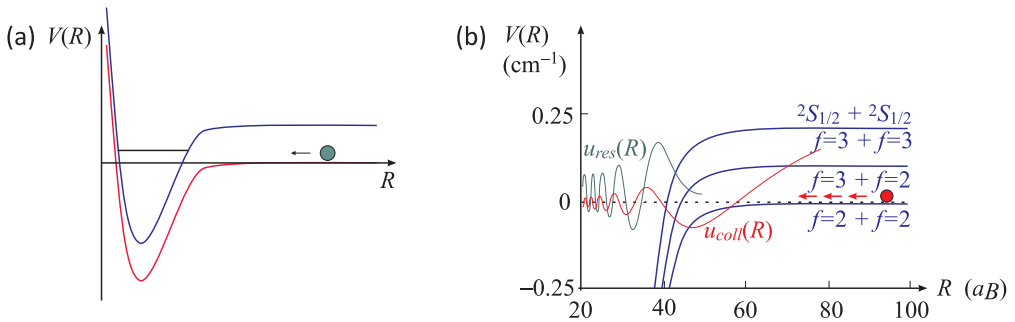 (a) V(R)
R
(b) V(R)
(cm⁻¹)
0.25
0
−0.25
20 40 60 80 100
R (aB)
²S1/2 + ²S1/2
f=3 + f=3
f=3 + f=2
f=2 + f=2
ures(R)
ucoll(R)